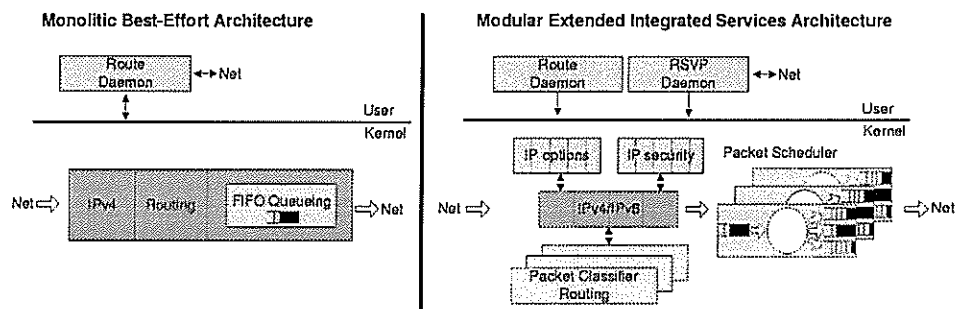 Monolitic Best-Effort Architecture
Route
Daemon
Net
User
Kernel
Net
IPv4
Routing
FIFO Queueing
Net
Modular Extended Integrated Services Architecture
Route
Daemon
RSVP
Daemon
Net
User
Kernel
IP options
IP security
Packet Scheduler
Net
IPv4/IPv6
Net
Packet Classifier
Routing